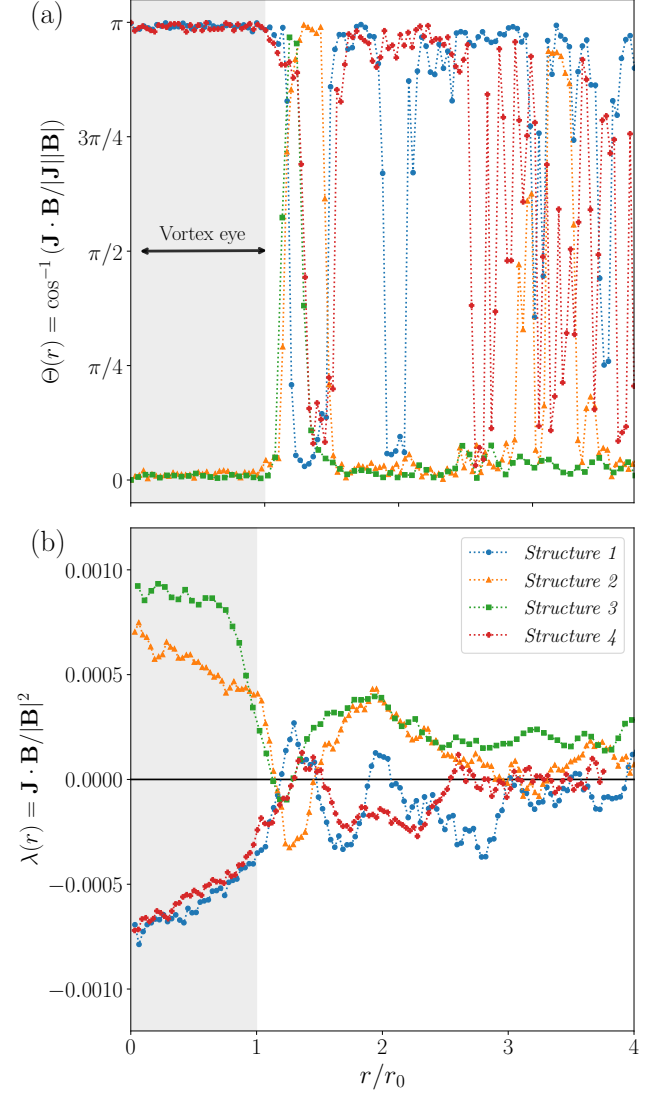 (a)
π
3π/4
π/2
π/4
0
Θ(r) = cos⁻¹(J · B/|J||B|)
Vortex eye
(b)
0.0010
0.0005
0.0000
−0.0005
−0.0010
λ(r) = J · B/|B|²
Structure 1
Structure 2
Structure 3
Structure 4
0 1 2 3 4
r/r₀